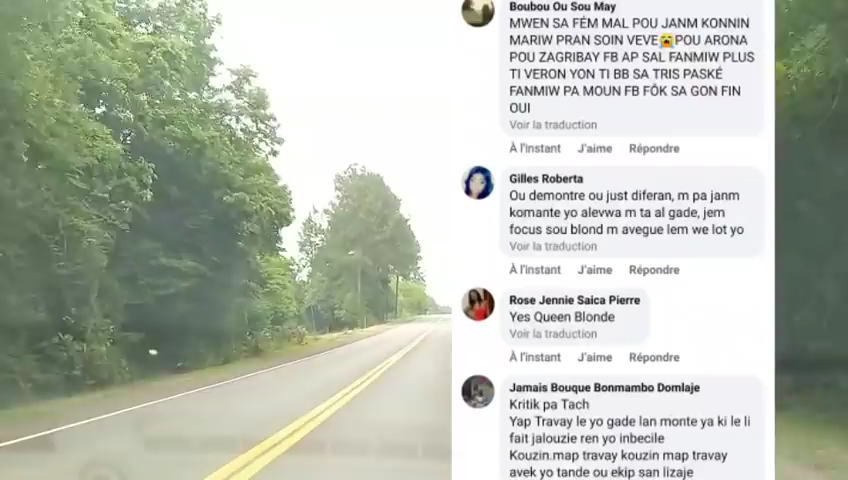 Boubou Ou Sou May
MWEN SA FÉM MAL POU JANM KONNIN
MARIW PRAN SOIN VEVE😭POU ARONA
POU ZAGRIBAY FB AP SAL FANMIW PLUS
TI VERON YON TI BB SA TRIS PASKÉ
FANMIW PA MOUN FB FÔK SA GON FIN
OUI
Voir la traduction
À l'instant J'aime Répondre
Gilles Roberta
Ou demontre ou just diferan, m pa janm
komante yo alevwa m ta al gade, jem
focus sou blond m avegue lem we lot yo
Voir la traduction
À l'instant J'aime Répondre
Rose Jennie Saica Pierre
Yes Queen Blonde
Voir la traduction
À l'instant J'aime Répondre
Jamais Bouque Bonmambo Domlaje
Kritik pa Tach
Yap Travay le yo gade lan monte ya ki le li
fait jalouzie ren yo inbecile
Kouzin.map travay kouzin map travay
avek yo tande ou ekip san lizaje